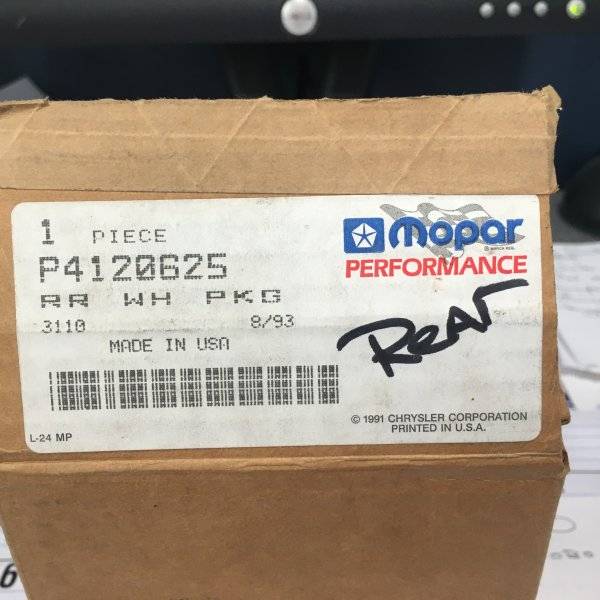 1 PIECE
P4120625
RR WH PKG
3110 8/93
MADE IN USA
L-24 MP
Mopar
PERFORMANCE
Rear
© 1991 CHRYSLER CORPORATION
PRINTED IN U.S.A.
6